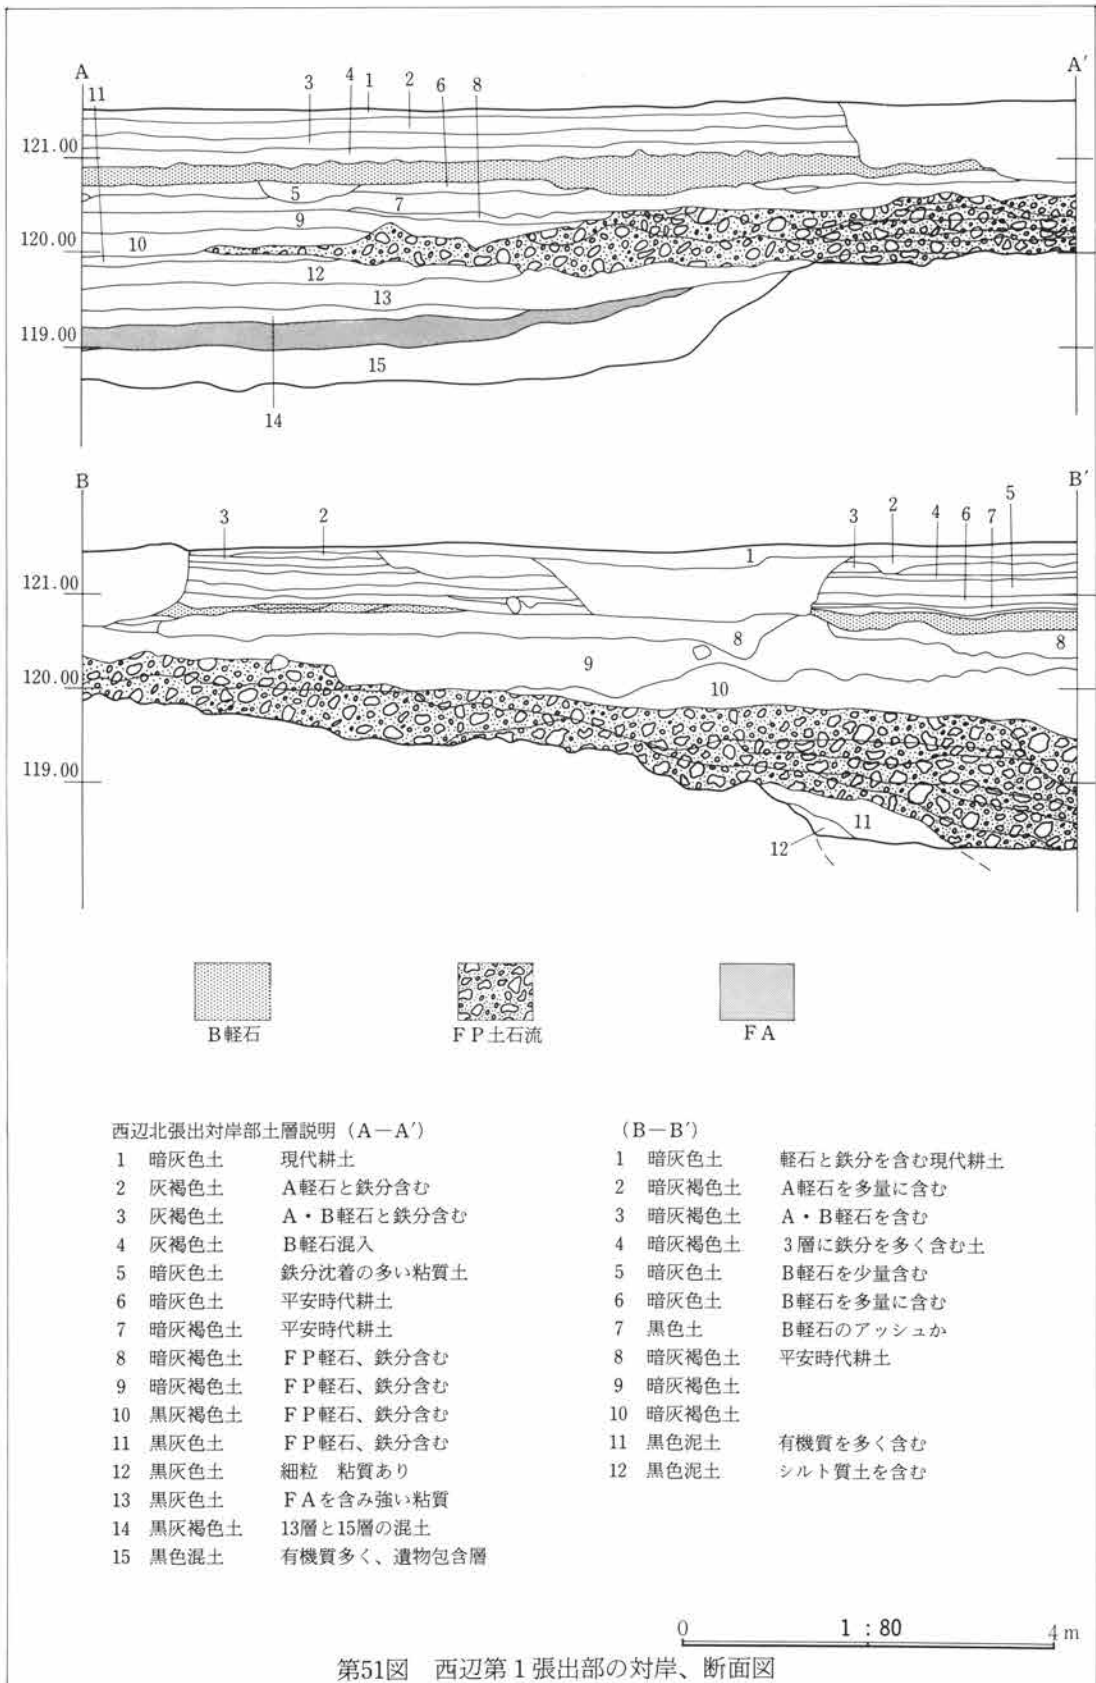 A
A′
11
3
4
1
2
6
8
121.00
5
7
9
120.00
10
12
13
119.00
15
14
B
B′
3
2
1
3
2
4
6
7
5
121.00
8
8
9
120.00
10
119.00
11
12
B軽石
FP土石流
FA
西辺北張出対岸部土層説明（A―A′）
1 暗灰色土 現代耕土
2 灰褐色土 A軽石と鉄分含む
3 灰褐色土 A・B軽石と鉄分含む
4 灰褐色土 B軽石混入
5 暗灰色土 鉄分沈着の多い粘質土
6 暗灰色土 平安時代耕土
7 暗灰褐色土 平安時代耕土
8 暗灰褐色土 FP軽石、鉄分含む
9 暗灰褐色土 FP軽石、鉄分含む
10 黒灰褐色土 FP軽石、鉄分含む
11 黒灰色土 FP軽石、鉄分含む
12 黒灰色土 細粒 粘質あり
13 黒灰色土 FAを含み強い粘質
14 黒灰褐色土 13層と15層の混土
15 黒色混土 有機質多く、遺物包含層
（B―B′）
1 暗灰色土 軽石と鉄分を含む現代耕土
2 暗灰褐色土 A軽石を多量に含む
3 暗灰褐色土 A・B軽石を含む
4 暗灰褐色土 3層に鉄分を多く含む土
5 暗灰色土 B軽石を少量含む
6 暗灰色土 B軽石を多量に含む
7 黒色土 B軽石のアッシュか
8 暗灰褐色土 平安時代耕土
9 暗灰褐色土
10 暗灰褐色土
11 黒色泥土 有機質を多く含む
12 黒色泥土 シルト質土を含む
0 1：80 4m
第51図 西辺第1張出部の対岸、断面図